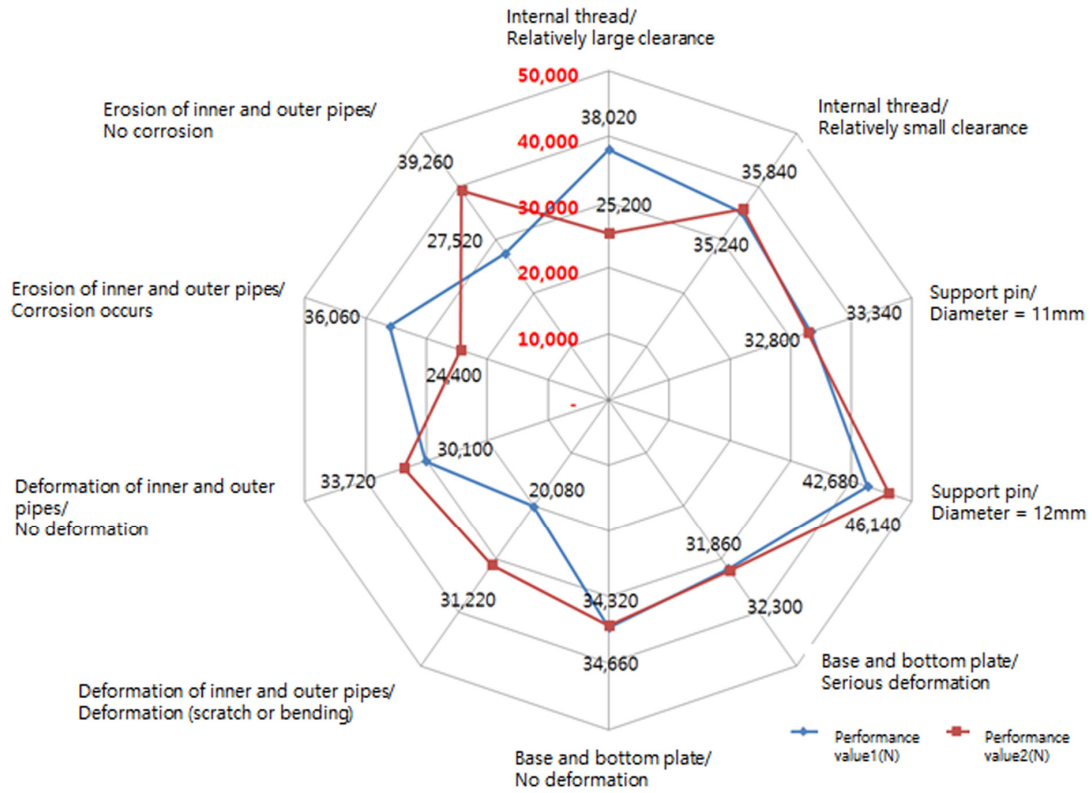 Internal thread/
Relatively large clearance
50,000
Erosion of inner and outer pipes/
No corrosion
Internal thread/
Relatively small clearance
38,020
40,000
39,260
35,840
30,000
25,200
27,520
35,240
20,000
Erosion of inner and outer pipes/
Corrosion occurs
36,060
Support pin/
Diameter = 11mm
33,340
32,800
10,000
24,400
-
30,100
33,720
Deformation of inner and outer
pipes/
No deformation
42,680
46,140
Support pin/
Diameter = 12mm
20,080
31,860
31,220
34,320
32,300
34,660
Base and bottom plate/
Serious deformation
Deformation of inner and outer pipes/
Deformation (scratch or bending)
Base and bottom plate/
No deformation
Performance
value1(N)
Performance
value2(N)